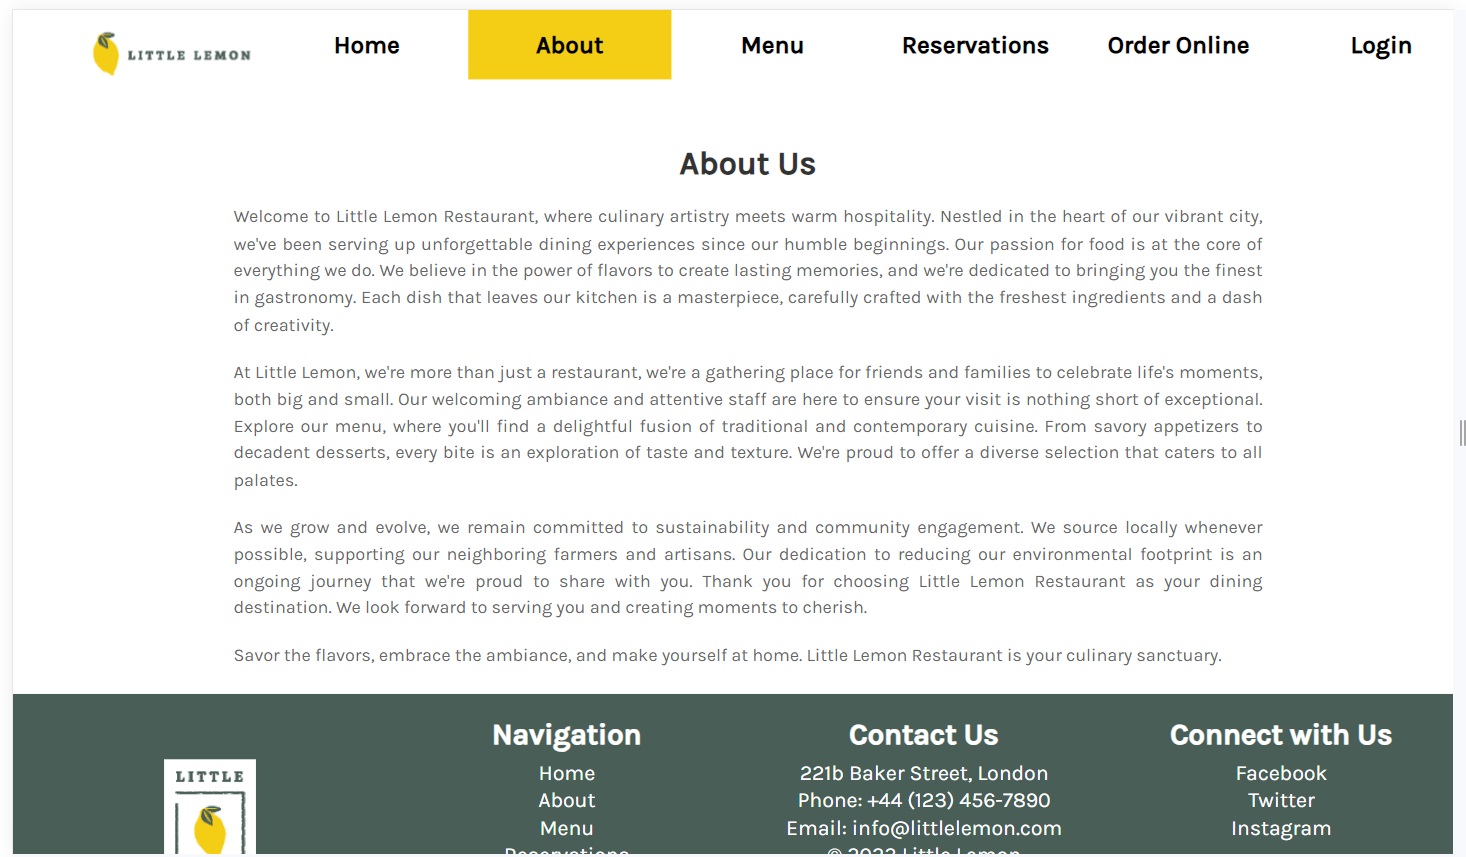 LITTLE LEMON
Home
About
Menu
Reservations
Order Online
Login
About Us
Welcome to Little Lemon Restaurant, where culinary artistry meets warm hospitality. Nestled in the heart of our vibrant city,
we've been serving up unforgettable dining experiences since our humble beginnings. Our passion for food is at the core of
everything we do. We believe in the power of flavors to create lasting memories, and we're dedicated to bringing you the finest
in gastronomy. Each dish that leaves our kitchen is a masterpiece, carefully crafted with the freshest ingredients and a dash
of creativity.
At Little Lemon, we're more than just a restaurant, we're a gathering place for friends and families to celebrate life's moments,
both big and small. Our welcoming ambiance and attentive staff are here to ensure your visit is nothing short of exceptional.
Explore our menu, where you'll find a delightful fusion of traditional and contemporary cuisine. From savory appetizers to
decadent desserts, every bite is an exploration of taste and texture. We're proud to offer a diverse selection that caters to all
palates.
As we grow and evolve, we remain committed to sustainability and community engagement. We source locally whenever
possible, supporting our neighboring farmers and artisans. Our dedication to reducing our environmental footprint is an
ongoing journey that we're proud to share with you. Thank you for choosing Little Lemon Restaurant as your dining
destination. We look forward to serving you and creating moments to cherish.
Savor the flavors, embrace the ambiance, and make yourself at home. Little Lemon Restaurant is your culinary sanctuary.
LITTLE
Navigation
Home
About
Menu
Reservations
Contact Us
221b Baker Street, London
Phone: +44 (123) 456-7890
Email: info@littlelemon.com
© 2023 Little Lemon
Connect with Us
Facebook
Twitter
Instagram